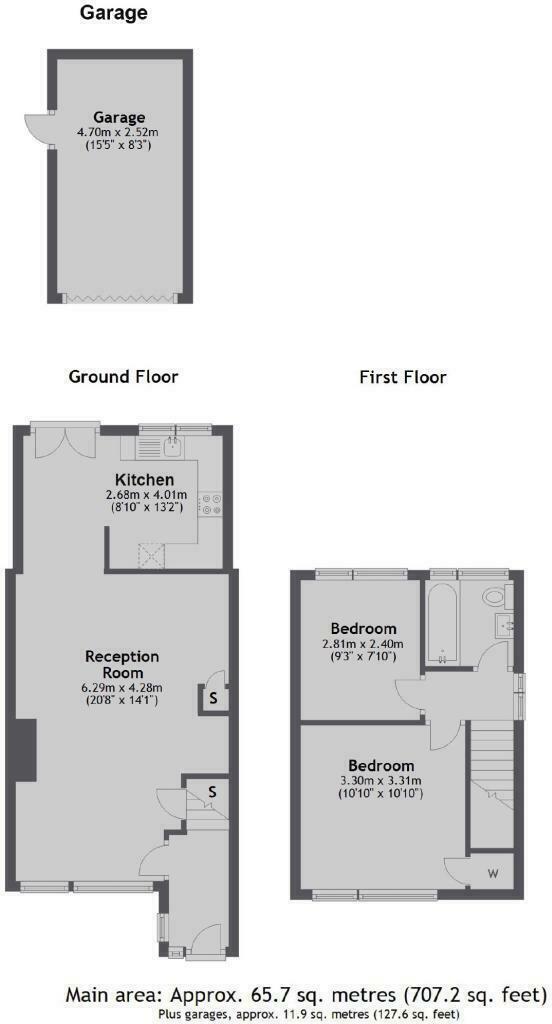 Garage
Garage
4.70m x 2.52m
(15'5" x 8'3")
Ground Floor
First Floor
Kitchen
2.68m x 4.01m
(8'10" x 13'2")
Reception
Room
6.29m x 4.28m
(20'8" x 14'1")
S
S
Bedroom
2.81m x 2.40m
(9'3" x 7'10")
Bedroom
3.30m x 3.31m
(10'10" x 10'10")
W
Main area: Approx. 65.7 sq. metres (707.2 sq. feet)
Plus garages, approx. 11.9 sq. metres (127.6 sq. feet)